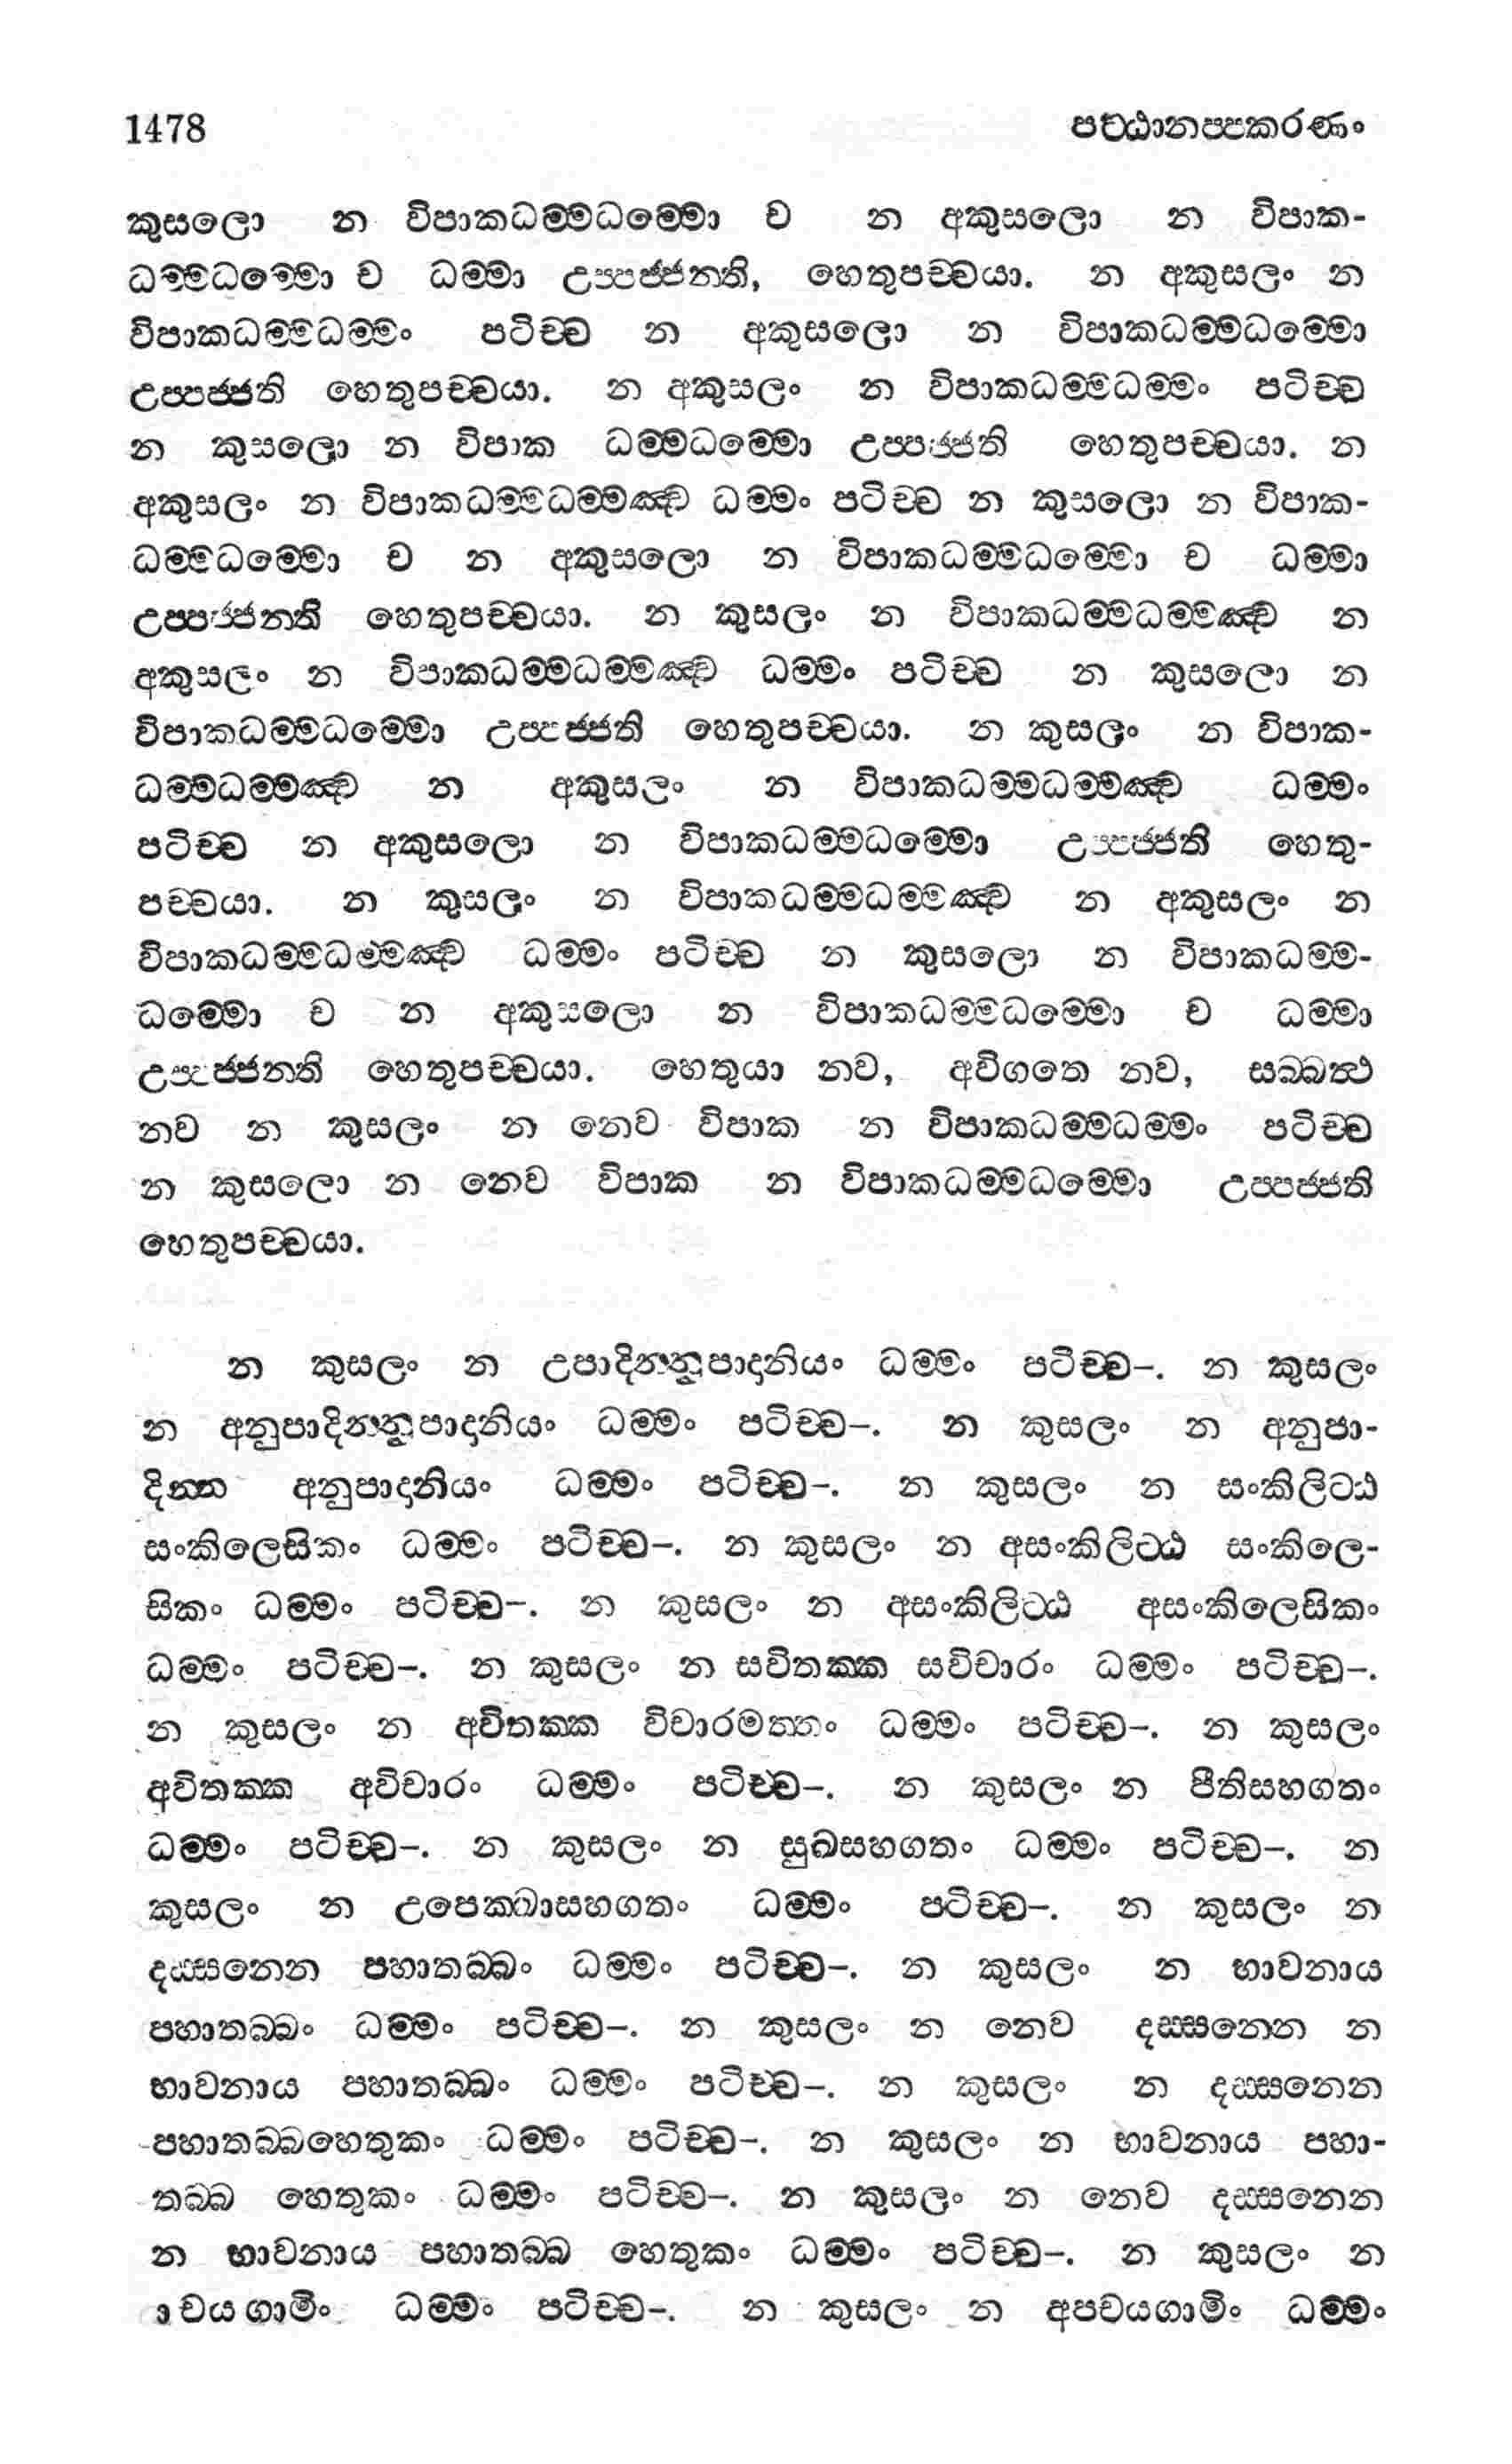 1478 පට්ඨානප්පකරණං
කුසලො න විපාකධම්මධම්මො ච න අකුසලො න විපාක-
ධම්මධම්මො ච ධම්මා උප්පජ්ජන්ති, හෙතුපච්චයා. න අකුසලං න
විපාකධම්මධම්මං පටිච්ච න අකුසලො න විපාකධම්මධම්මො
උප්පජ්ජති හෙතුපච්චයා. න අකුසලං න විපාකධම්මධම්මං පටිච්ච
න කුසලො න විපාක ධම්මධම්මො උප්පජ්ජති හෙතුපච්චයා. න
අකුසලං න විපාකධම්මධම්මඤ්ච ධම්මං පටිච්ච න කුසලො න විපාක-
ධම්මධම්මො ච න අකුසලො න විපාකධම්මධම්මො ච ධම්මා
උප්පජ්ජන්ති හෙතුපච්චයා. න කුසලං න විපාකධම්මධම්මඤ්ච න
අකුසලං න විපාකධම්මධම්මඤ්ච ධම්මං පටිච්ච න කුසලො න
විපාකධම්මධම්මො උප්පජ්ජති හෙතුපච්චයා. න කුසලං න විපාක-
ධම්මධම්මඤ්ච න අකුසලං න විපාකධම්මධම්මඤ්ච ධම්මං
පටිච්ච න අකුසලො න විපාකධම්මධම්මො උප්පජ්ජති හෙතු-
පච්චයා. න කුසලං න විපාකධම්මධම්මඤ්ච න අකුසලං න
විපාකධම්මධම්මඤ්ච ධම්මං පටිච්ච න කුසලො න විපාකධම්ම-
ධම්මො ච න අකුසලො න විපාකධම්මධම්මො ච ධම්මා
උප්පජ්ජන්ති හෙතුපච්චයා. හෙතුයා නව, අවිගතෙ නව, සබ්බත්ථ
නව න කුසලං න නෙව විපාක න විපාකධම්මධම්මං පටිච්ච
න කුසලො න නෙව විපාක න විපාකධම්මධම්මො උප්පජ්ජති
හෙතුපච්චයා.
න කුසලං න උපාදින්නුපාදානියං ධම්මං පටිච්ච–. න කුසලං
න අනුපාදින්නුපාදානියං ධම්මං පටිච්ච–. න කුසලං න අනුපා-
දින්න අනුපාදානියං ධම්මං පටිච්ච–. න කුසලං න සංකිලිට්ඨ
සංකිලෙසිකං ධම්මං පටිච්ච–. න කුසලං න අසංකිලිට්ඨ සංකිලෙ-
සිකං ධම්මං පටිච්ච–. න කුසලං න අසංකිලිට්ඨ අසංකිලෙසිකං
ධම්මං පටිච්ච–. න කුසලං න සවිතක්ක සවිචාරං ධම්මං පටිච්ච–.
න කුසලං න අවිතක්ක විචාරමත්තං ධම්මං පටිච්ච–. න කුසලං
අවිතක්ක අවිචාරං ධම්මං පටිච්ච–. න කුසලං න පීතිසහගතං
ධම්මං පටිච්ච–. න කුසලං න සුඛසහගතං ධම්මං පටිච්ච–. න
කුසලං න උපෙක්ඛාසහගතං ධම්මං පටිච්ච–. න කුසලං න
දස්සනෙන පහාතබ්බං ධම්මං පටිච්ච–. න කුසලං න භාවනාය
පහාතබ්බං ධම්මං පටිච්ච–. න කුසලං න නෙව දස්සනෙන න
භාවනාය පහාතබ්බං ධම්මං පටිච්ච–. න කුසලං න දස්සනෙන
පහාතබ්බහෙතුකං ධම්මං පටිච්ච–. න කුසලං න භාවනාය පහා-
තබ්බ හෙතුකං ධම්මං පටිච්ච–. න කුසලං න නෙව දස්සනෙන
න භාවනාය පහාතබ්බ හෙතුකං ධම්මං පටිච්ච–. න කුසලං න
ාචයගාමිං ධම්මං පටිච්ච–. න කුසලං න අපචයගාමිං ධම්මං